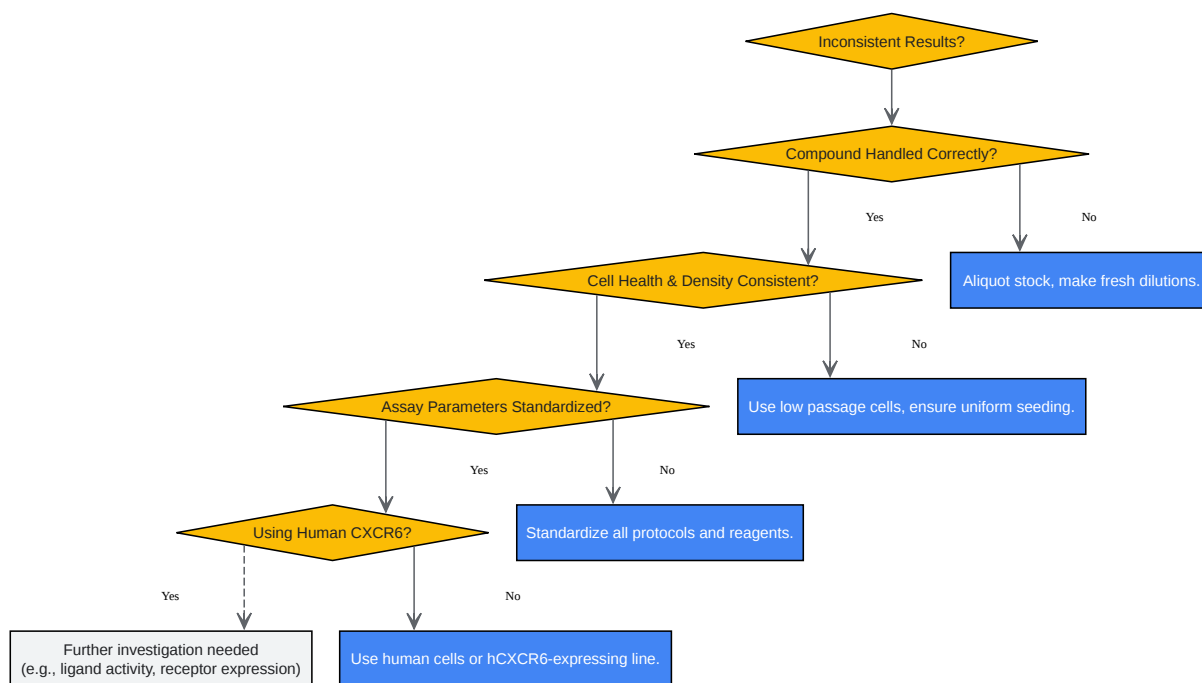 Inconsistent Results?
Compound Handled Correctly?
Yes
No
Cell Health & Density Consistent?
Aliquot stock, make fresh dilutions.
Yes
No
Assay Parameters Standardized?
Use low passage cells, ensure uniform seeding.
Yes
No
Using Human CXCR6?
Standardize all protocols and reagents.
Yes
No
Further investigation needed
(e.g., ligand activity, receptor expression)
Use human cells or hCXCR6-expressing line.